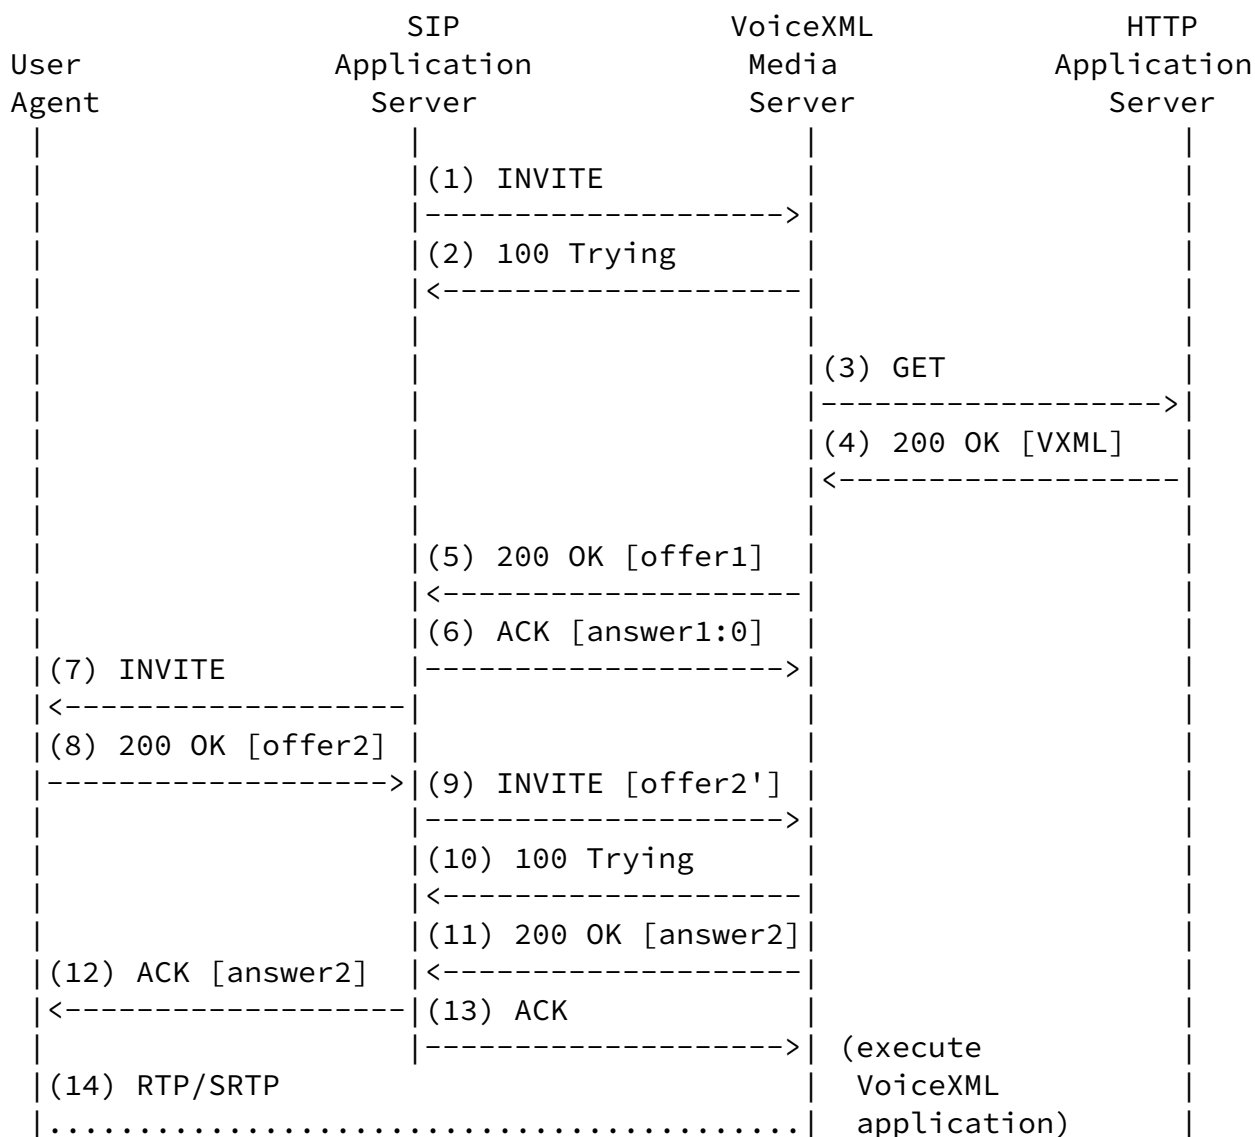 SIP              VoiceXML              HTTP
User              Application            Media            Application
Agent               Server               Server              Server
(1) INVITE
(2) 100 Trying
(3) GET
(4) 200 OK [VXML]
(5) 200 OK [offer1]
(6) ACK [answer1:0]
(7) INVITE
(8) 200 OK [offer2]
(9) INVITE [offer2']
(10) 100 Trying
(11) 200 OK [answer2]
(12) ACK [answer2]
(13) ACK
(execute
(14) RTP/SRTP VoiceXML
application)